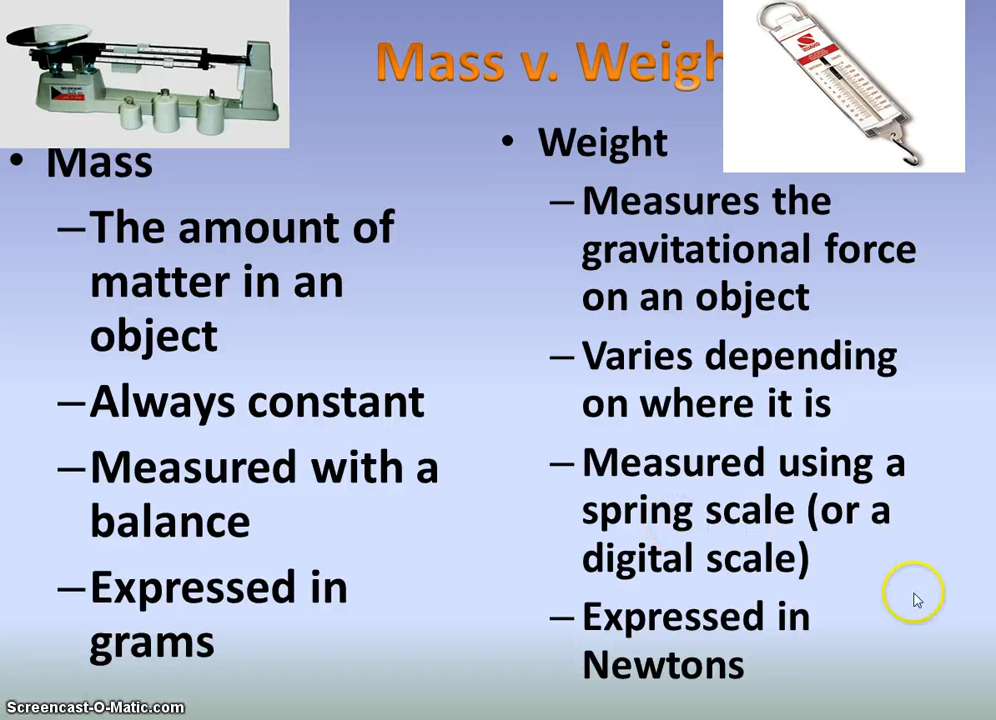 Mass v. Weigh
• Mass
–The amount of
matter in an
object
–Always constant
–Measured with a
balance
–Expressed in
grams
• Weight
–Measures the
gravitational force
on an object
–Varies depending
on where it is
–Measured using a
spring scale (or a
digital scale)
–Expressed in
Newtons
Screencast-O-Matic.com